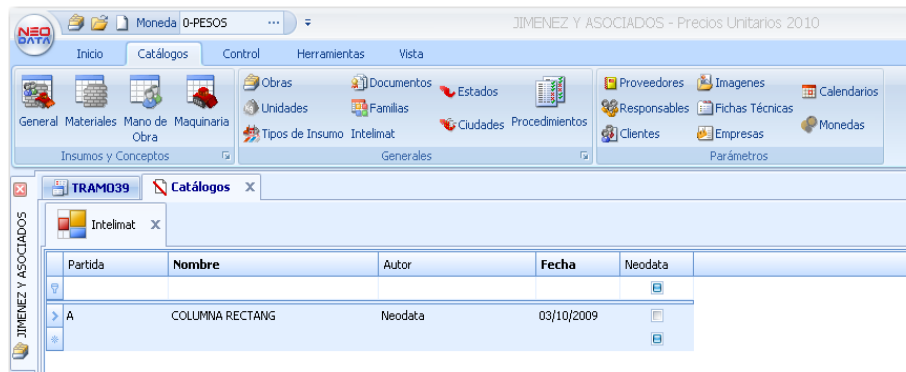 NEO
DATA
Moneda 0-PESOS ...
JIMENEZ Y ASOCIADOS - Precios Unitarios 2010
Inicio Catálogos Control Herramientas Vista
Obras Documentos Estados Proveedores Imagenes Calendarios
Unidades Familias Responsables Fichas Técnicas
General Materiales Mano de Obra Maquinaria Tipos de Insumo Intelimat Ciudades Procedimientos Clientes Empresas Monedas
Insumos y Conceptos Generales Parámetros
TRAMO39 Catálogos X
Intelimat X
JIMENEZ Y ASOCIADOS
Partida Nombre Autor Fecha Neodata
A COLUMNA RECTANG Neodata 03/10/2009